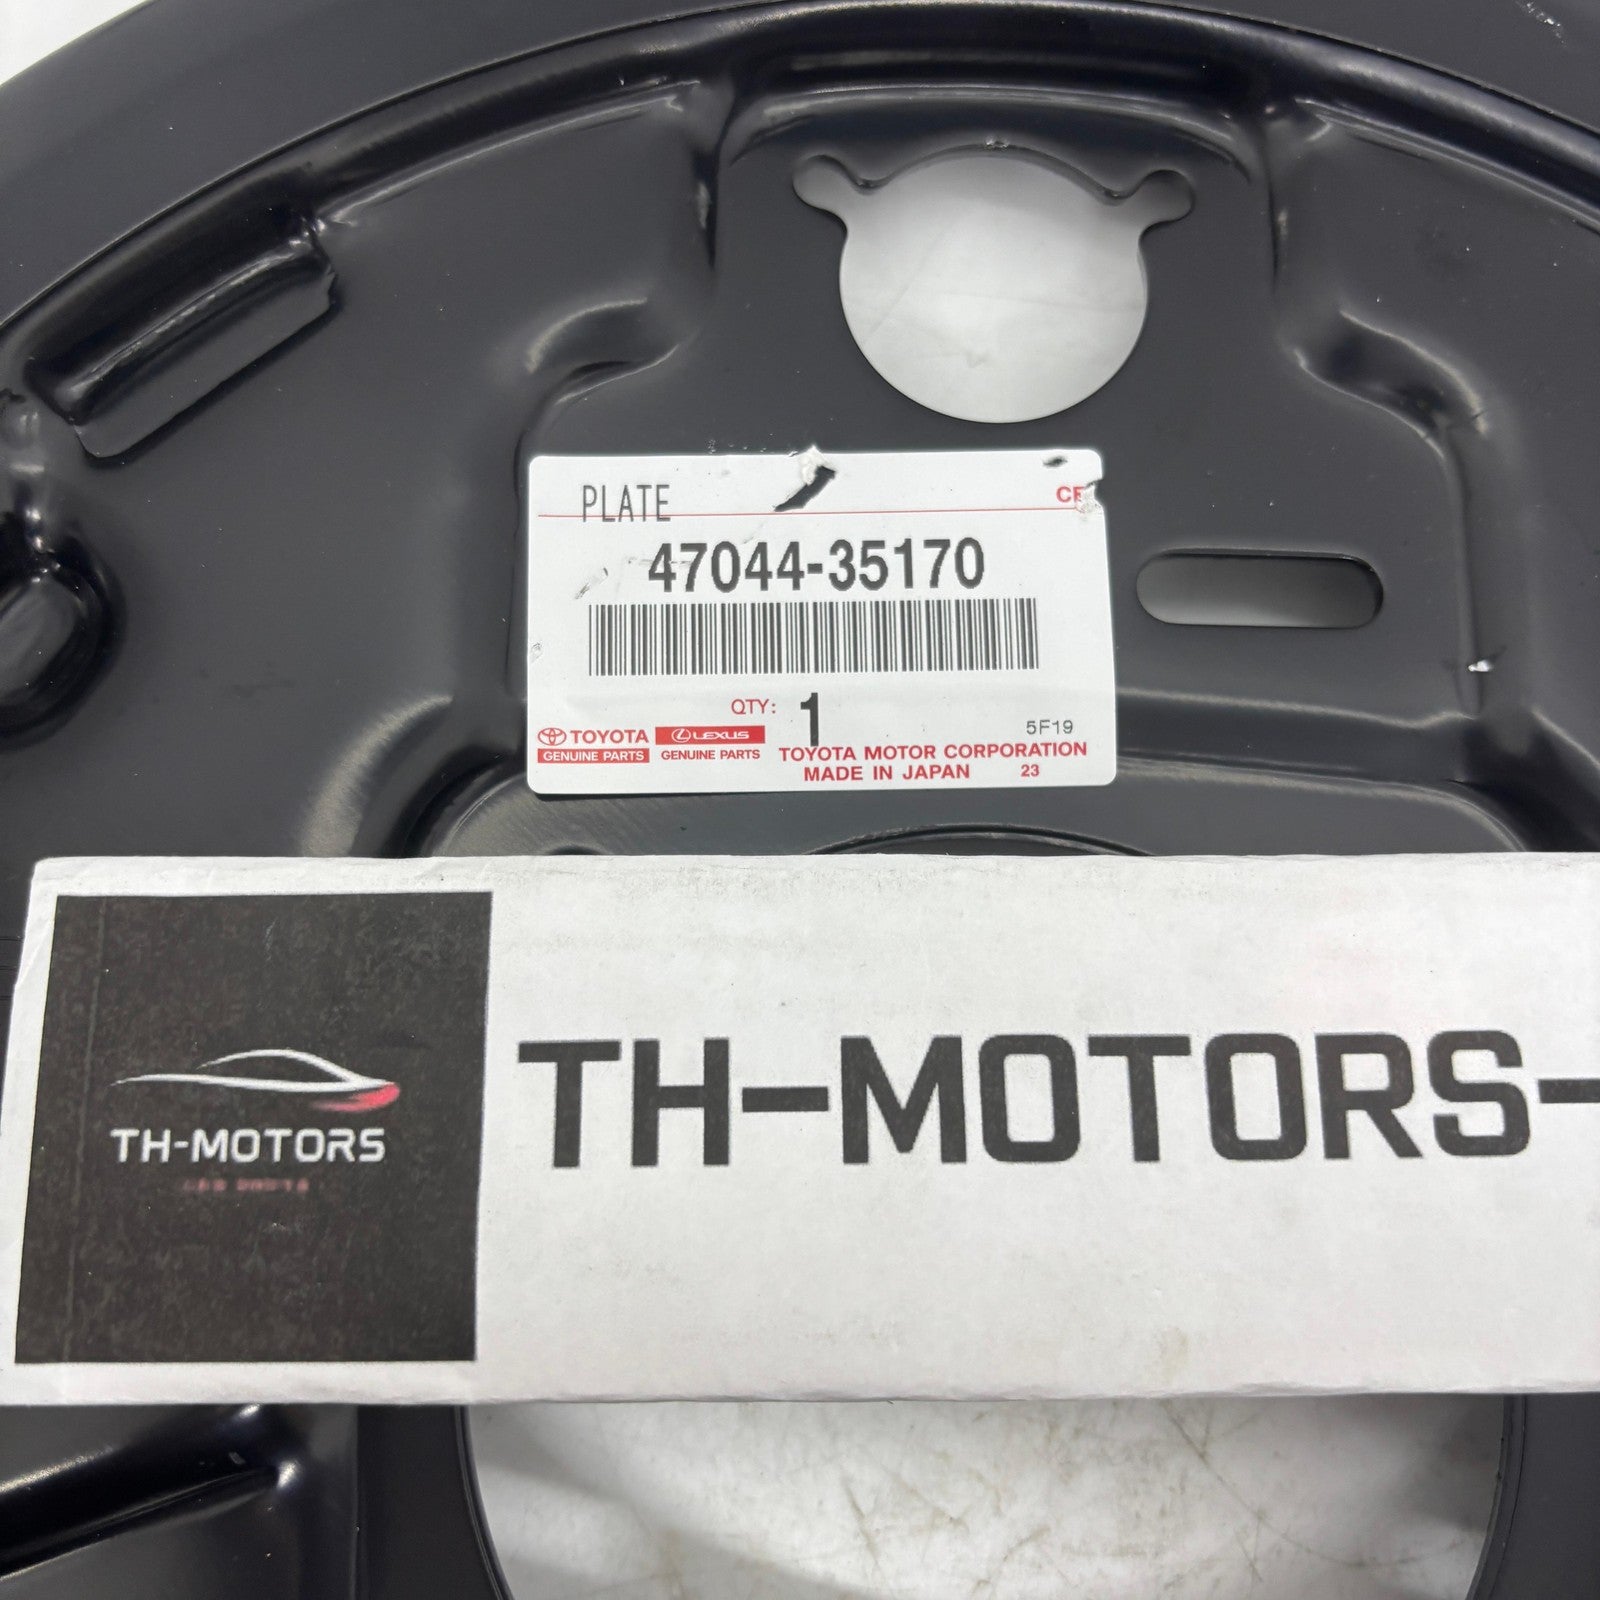 PLATE
47044-35170
QTY: 1
5F19
TOYOTA LEXUS
GENUINE PARTS GENUINE PARTS
TOYOTA MOTOR CORPORATION
MADE IN JAPAN 23
TH-MOTORS-
TH-MOTORS